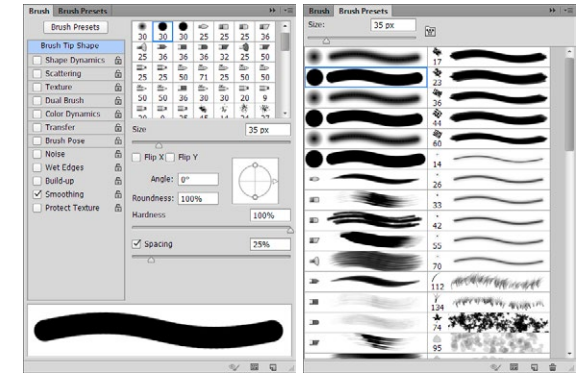 Brush Brush Presets
Brush Presets
Brush Tip Shape
Shape Dynamics
Scattering
Texture
Dual Brush
Color Dynamics
Transfer
Brush Pose
Noise
Wet Edges
Build-up
Smoothing
Protect Texture
30 30 30 25 25 25 36
25 36 36 36 32 25 50
25 25 50 71 25 50 50
50 50 36 30 30 20 9
Size 35 px
Flip X Flip Y
Angle: 0°
Roundness: 100%
Hardness 100%
Spacing 25%
Brush Brush Presets
Size: 35 px
17
23
36
44
60
14
26
33
42
55
70
112
134
74
95